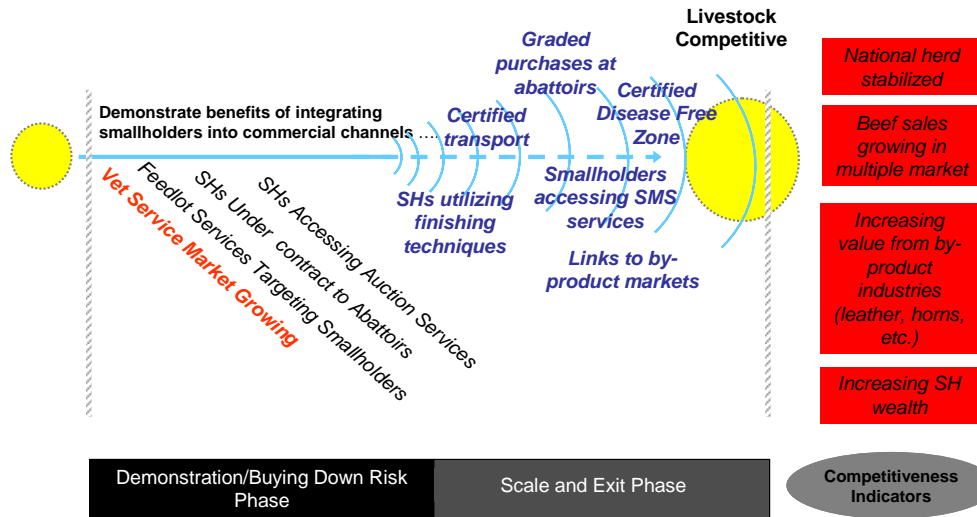 Livestock
Competitive
Graded
purchases at
abattoirs
Certified
Disease Free
Zone
Demonstrate benefits of integrating
smallholders into commercial channels ....
Certified
transport
SHs utilizing
finishing
techniques
Smallholders
accessing SMS
services
Links to by-
product markets
Vet Service Market Growing
Feedlot Services Targeting Smallholders
SHs Under contract to Abattoirs
SHs Accessing Auction Services
National herd
stabilized
Beef sales
growing in
multiple market
Increasing
value from by-
product
industries
(leather, horns,
etc.)
Increasing SH
wealth
Demonstration/Buying Down Risk
Phase
Scale and Exit Phase
Competitiveness
Indicators